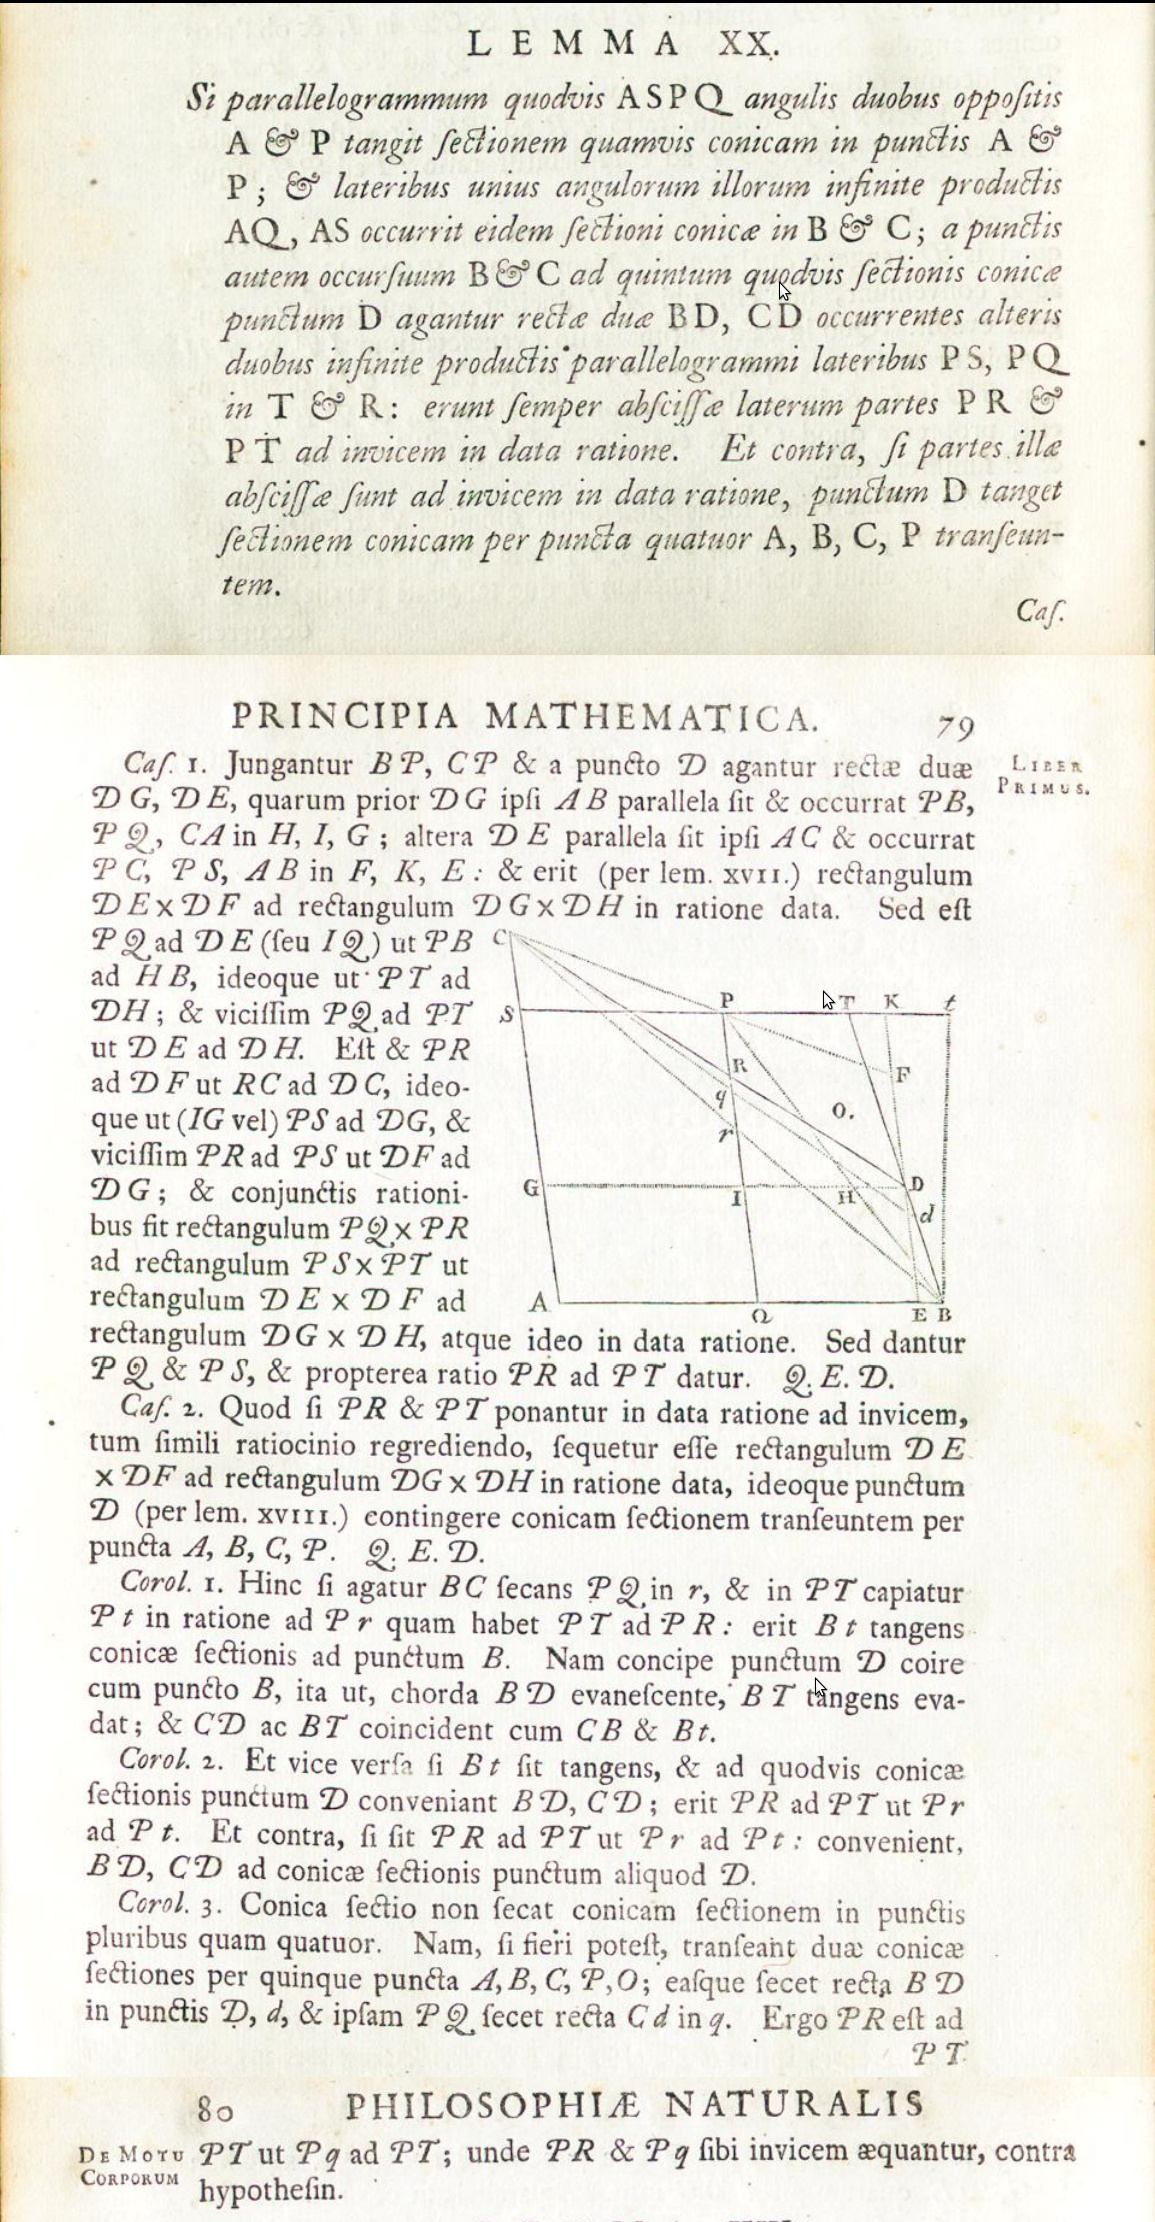 LEMMA XX.
Si parallelogrammum quodvis ASPQ angulis duobus oppoſitis
A & P tangit ſectionem quamvis conicam in punctis A &
P; & lateribus unius angulorum illorum infinite productis
AQ, AS occurrit eidem ſectioni conicæ in B & C; a punctis
autem occurſuum B & C ad quintum quodvis ſectionis conicæ
punctum D agantur rectæ duæ BD, CD occurrentes alteris
duobus infinite productis parallelogrammi lateribus PS, PQ
in T & R: erunt ſemper abſciſſæ laterum partes PR &
PT ad invicem in data ratione. Et contra, ſi partes illæ
abſciſſæ ſunt ad invicem in data ratione, punctum D tanget
ſectionem conicam per puncta quatuor A, B, C, P tranſeun-
tem.
Caſ.
PRINCIPIA MATHEMATICA. 79
LIBER
PRIMUS.
Caſ. 1. Jungantur BP, CP & a puncto D agantur rectæ duæ
DG, DE, quarum prior DG ipſi AB parallela ſit & occurrat PB,
PQ, CA in H, I, G; altera DE parallela ſit ipſi AC & occurrat
PC, PS, AB in F, K, E: & erit (per lem. XVII.) rectangulum
DE×DF ad rectangulum DG×DH in ratione data. Sed eſt
PQ ad DE (ſeu IQ) ut PB
ad HB, ideoque ut PT ad
DH; & viciſſim PQ ad PT
ut DE ad DH. Eſt & PR
ad DF ut RC ad DC, ideo-
que ut (IG vel) PS ad DG, &
viciſſim PR ad PS ut DF ad
DG; & conjunctis rationi-
bus fit rectangulum PQ×PR
ad rectangulum PS×PT ut
rectangulum DE×DF ad
C
S P T K t
R F
q O.
r
G I H D
d
A Q E B
rectangulum DG×DH, atque ideo in data ratione. Sed dantur
PQ & PS, & propterea ratio PR ad PT datur. Q. E. D.
Caſ. 2. Quod ſi PR & PT ponantur in data ratione ad invicem,
tum ſimili ratiocinio regrediendo, ſequetur eſſe rectangulum DE
×DF ad rectangulum DG×DH in ratione data, ideoque punctum
D (per lem. XVIII.) contingere conicam ſectionem tranſeuntem per
puncta A, B, C, P. Q. E. D.
Corol. 1. Hinc ſi agatur BC ſecans PQ in r, & in PT capiatur
Pt in ratione ad Pr quam habet PT ad PR: erit Bt tangens
conicæ ſectionis ad punctum B. Nam concipe punctum D coire
cum puncto B, ita ut, chorda BD evaneſcente, BT tangens eva-
dat; & CD ac BT coincident cum CB & Bt.
Corol. 2. Et vice verſa ſi Bt ſit tangens, & ad quodvis conicæ
ſectionis punctum D conveniant BD, CD; erit PR ad PT ut Pr
ad Pt. Et contra, ſi ſit PR ad PT ut Pr ad Pt: convenient,
BD, CD ad conicæ ſectionis punctum aliquod D.
Corol. 3. Conica ſectio non ſecat conicam ſectionem in punctis
pluribus quam quatuor. Nam, ſi fieri poteſt, tranſeant duæ conicæ
ſectiones per quinque puncta A, B, C, P, O; eaſque ſecet recta BD
in punctis D, d, & ipſam PQ ſecet recta Cd in q. Ergo PR eſt ad
PT
80 PHILOSOPHIÆ NATURALIS
DE MOTU
CORPORUM
PT ut Pq ad PT; unde PR & Pq ſibi invicem æquantur, contra
hypotheſin.